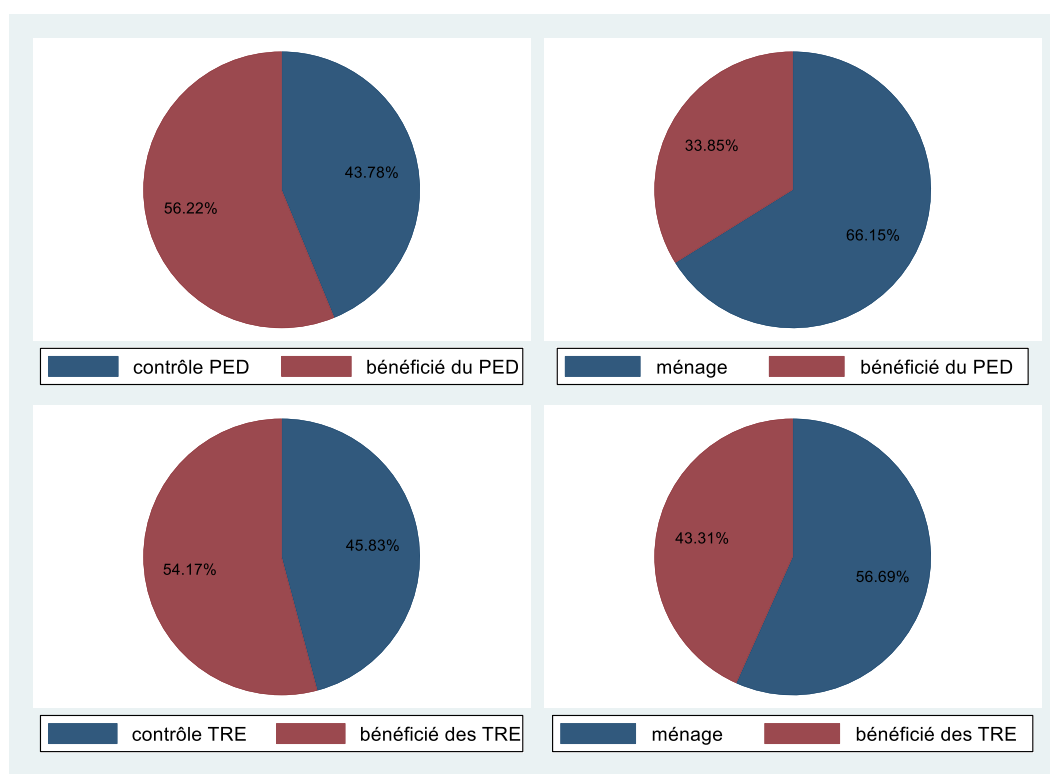 43.78%
56.22%
contrôle PED bénéficié du PED
33.85%
66.15%
ménage bénéficié du PED
45.83%
54.17%
contrôle TRE bénéficié des TRE
43.31%
56.69%
ménage bénéficié des TRE